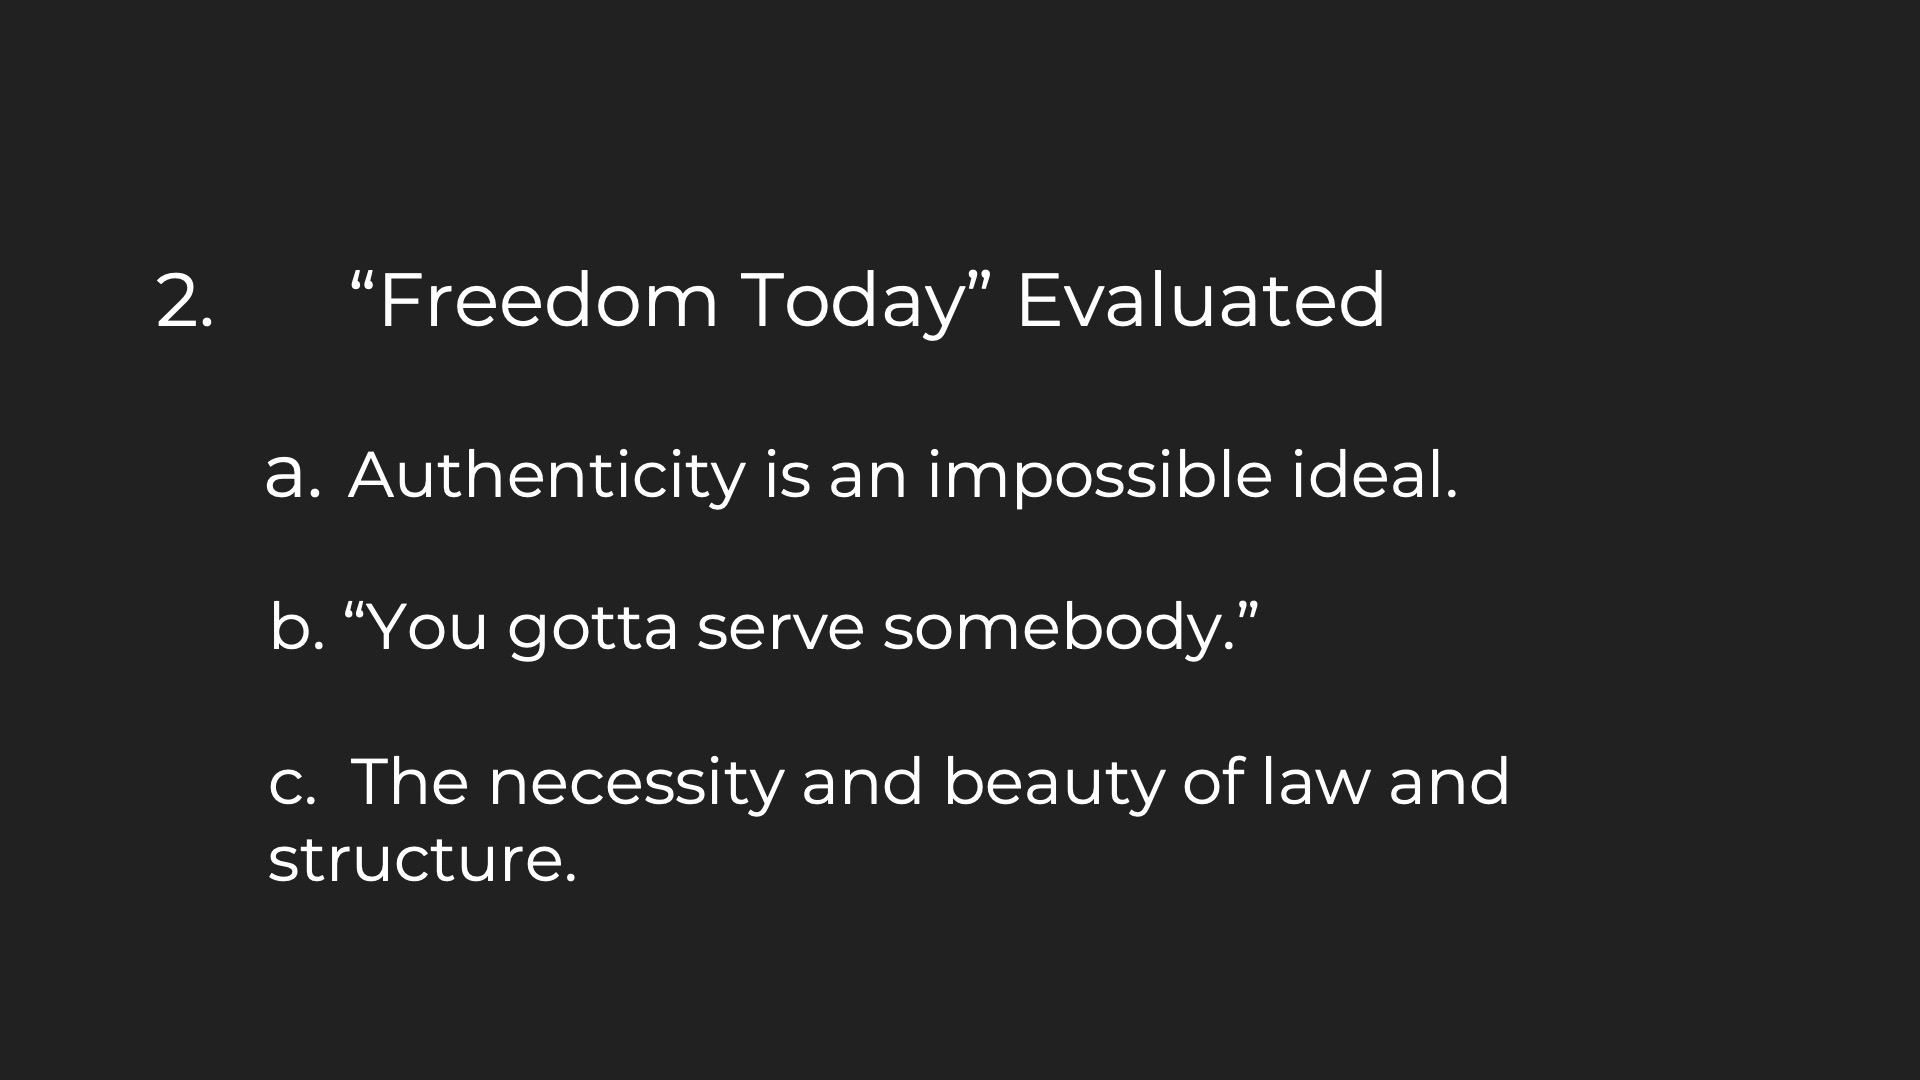 2. “Freedom Today” Evaluated
a. Authenticity is an impossible ideal.
b. “You gotta serve somebody.”
c. The necessity and beauty of law and
structure.